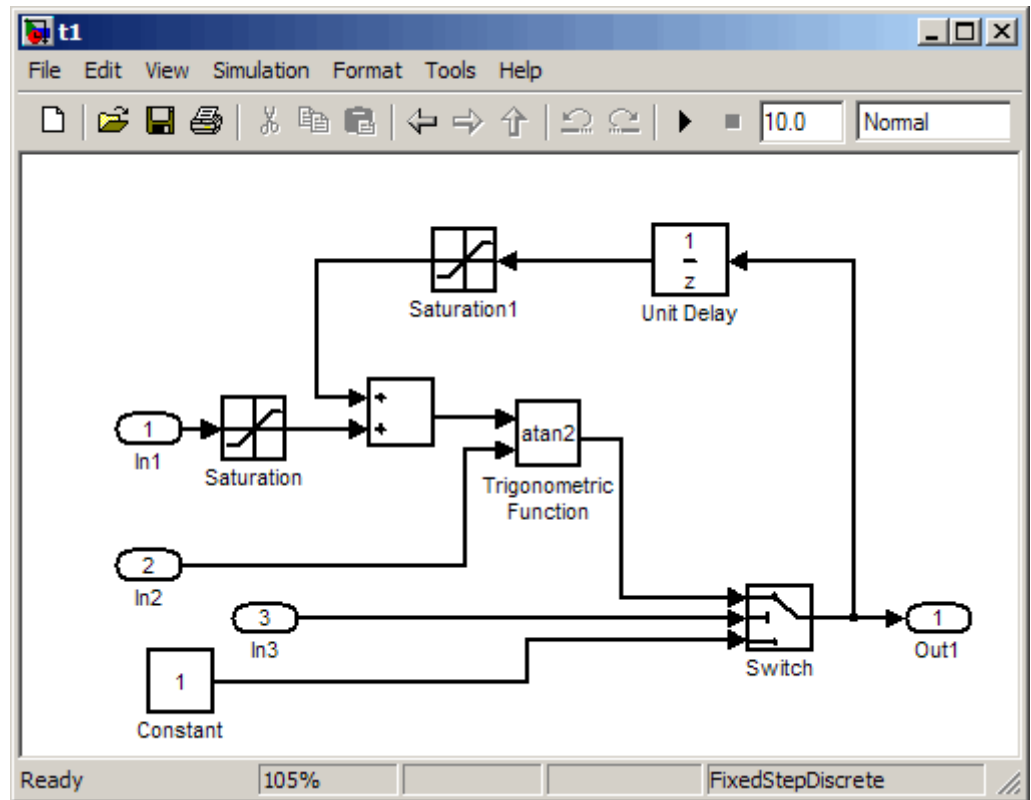 t1
File Edit View Simulation Format Tools Help
10.0 Normal
1
z
Saturation1
Unit Delay
+
+
1
In1
Saturation
atan2
Trigonometric
Function
2
In2
3
In3
Switch
1
Out1
1
Constant
Ready 105% FixedStepDiscrete